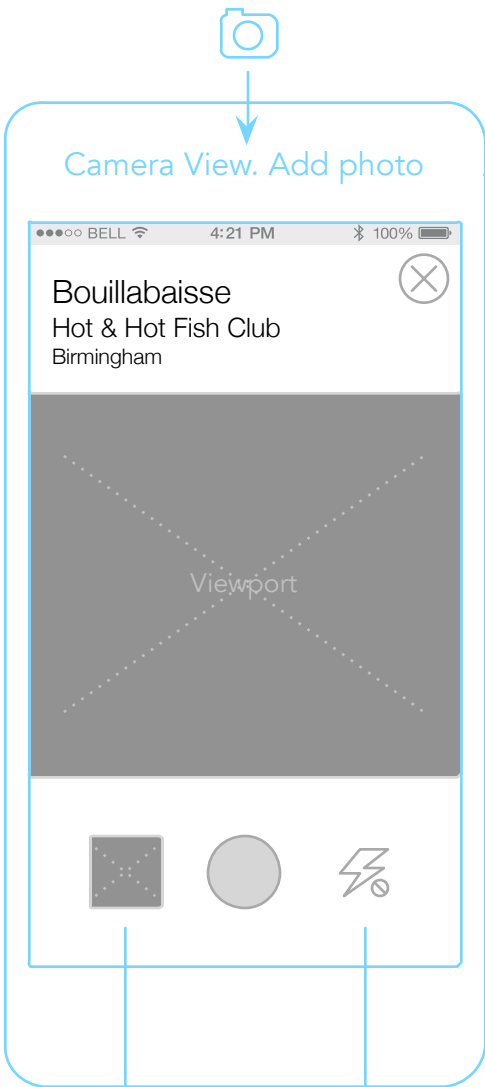 Camera View. Add photo
BELL 4:21 PM 100%
Bouillabaisse
Hot & Hot Fish Club
Birmingham
Viewport